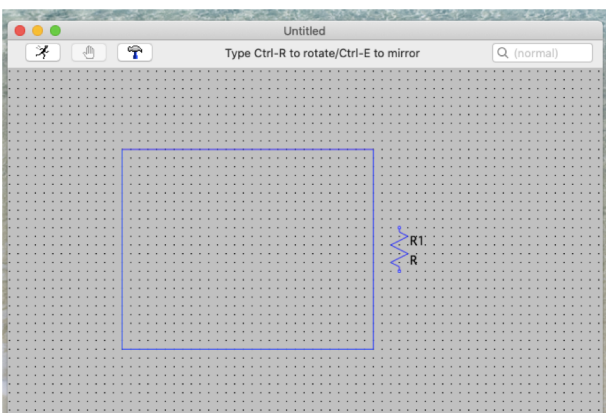 Untitled
Type Ctrl-R to rotate/Ctrl-E to mirror
(normal)
R1
R